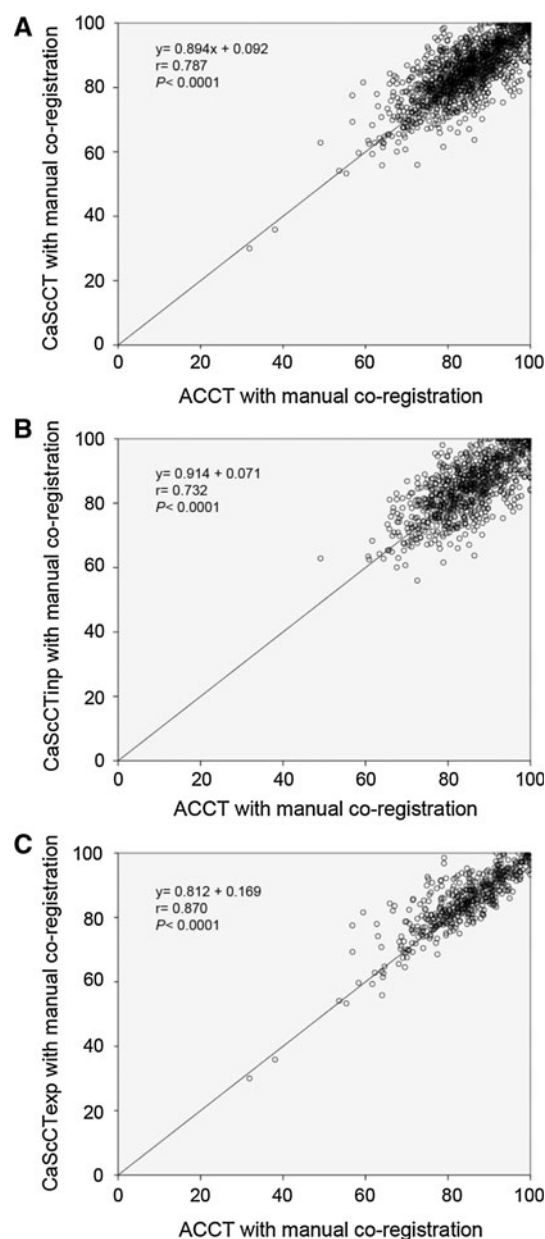 A
100
80
60
40
20
0
CaScCT with manual co-registration
y= 0.894x + 0.092
r= 0.787
P< 0.0001
0 20 40 60 80 100
ACCT with manual co-registration
B
100
80
60
40
20
0
CaScCTinp with manual co-registration
y= 0.914 + 0.071
r= 0.732
P< 0.0001
0 20 40 60 80 100
ACCT with manual co-registration
C
100
80
60
40
20
0
CaScCTexp with manual co-registration
y= 0.812 + 0.169
r= 0.870
P< 0.0001
0 20 40 60 80 100
ACCT with manual co-registration